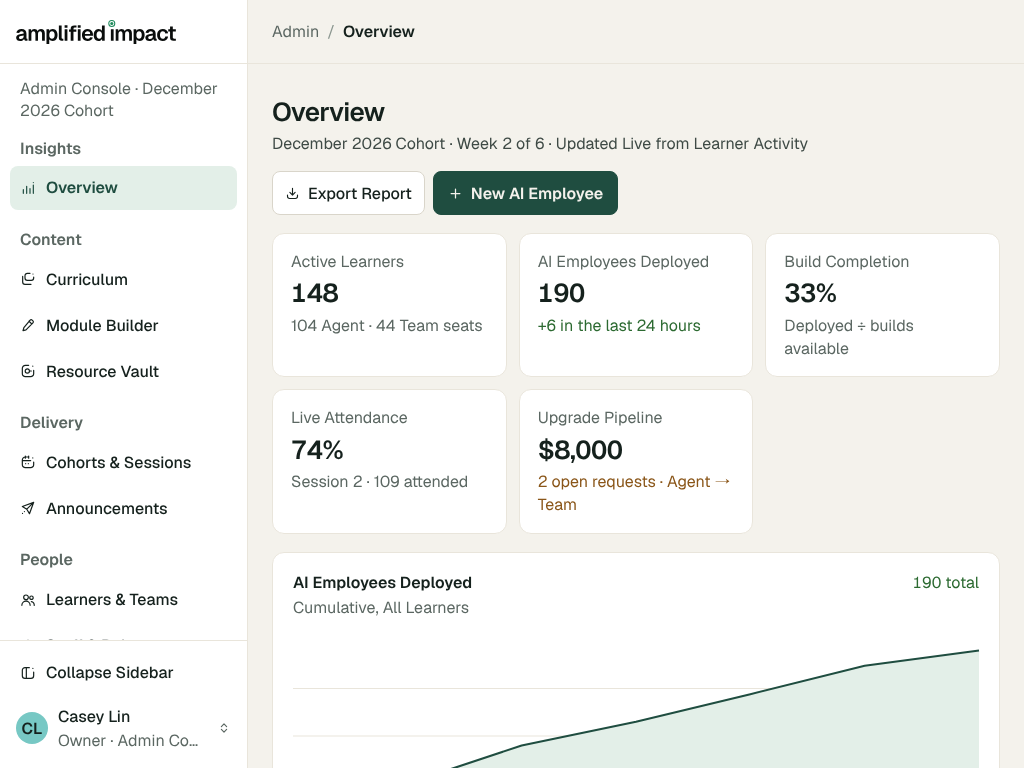 amplified impact
Admin / Overview
Admin Console · December
2026 Cohort
Insights
Overview
Content
Curriculum
Module Builder
Resource Vault
Delivery
Cohorts & Sessions
Announcements
People
Learners & Teams
Collapse Sidebar
CL
Casey Lin
Owner · Admin Co...
Overview
December 2026 Cohort · Week 2 of 6 · Updated Live from Learner Activity
Export Report
+ New AI Employee
Active Learners
148
104 Agent · 44 Team seats
AI Employees Deployed
190
+6 in the last 24 hours
Build Completion
33%
Deployed ÷ builds
available
Live Attendance
74%
Session 2 · 109 attended
Upgrade Pipeline
$8,000
2 open requests · Agent →
Team
AI Employees Deployed
190 total
Cumulative, All Learners